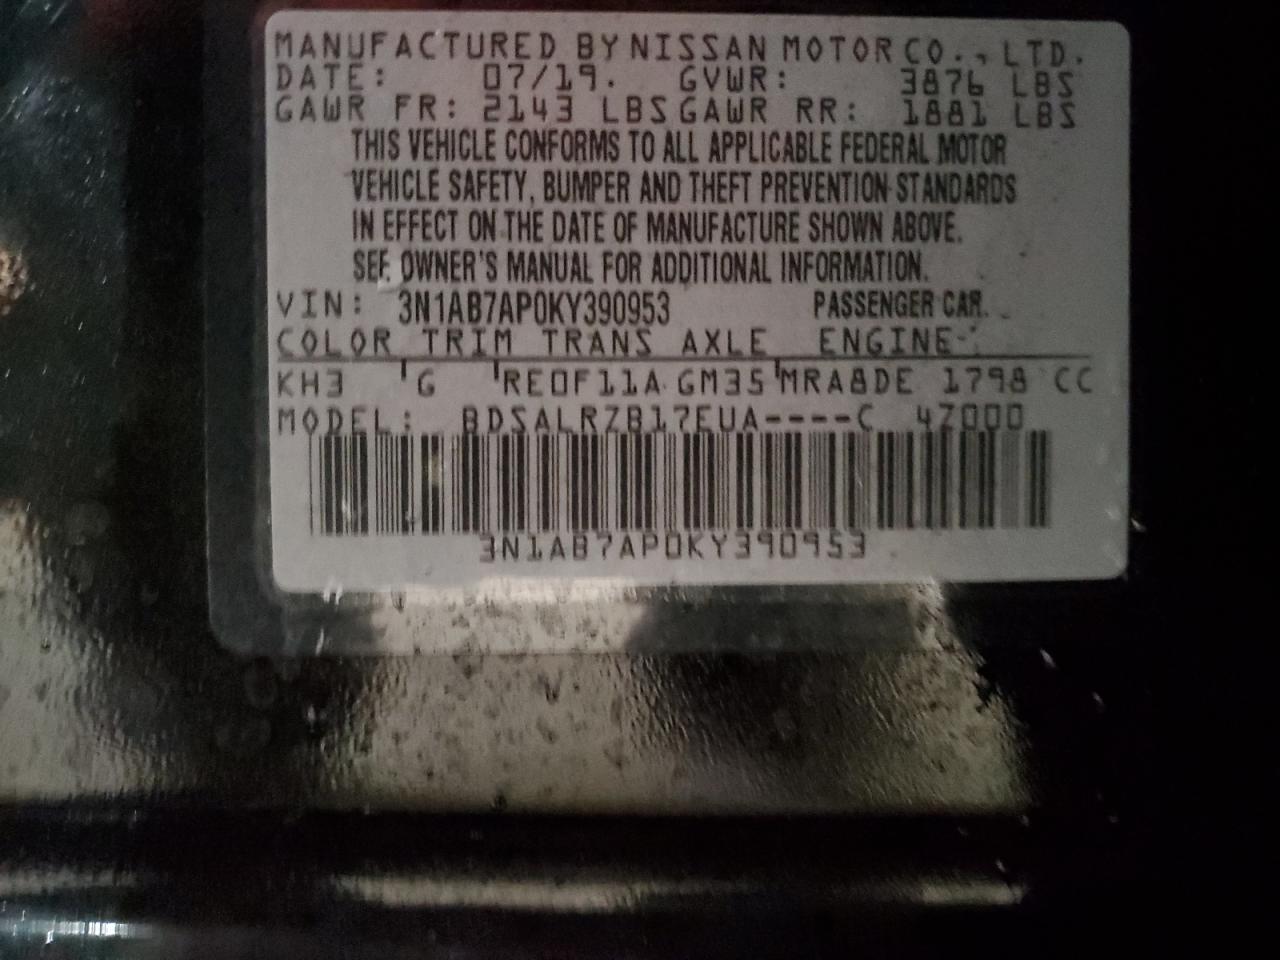 MANUFACTURED BY NISSAN MOTOR CO., LTD.
DATE: 07/19. GVWR: 3876 LBS
GAWR FR: 2143 LBS GAWR RR: 1881 LBS
THIS VEHICLE CONFORMS TO ALL APPLICABLE FEDERAL MOTOR
VEHICLE SAFETY, BUMPER AND THEFT PREVENTION STANDARDS
IN EFFECT ON THE DATE OF MANUFACTURE SHOWN ABOVE.
SEE OWNER'S MANUAL FOR ADDITIONAL INFORMATION.
VIN: 3N1AB7AP0KY390953 PASSENGER CAR
COLOR TRIM TRANS AXLE ENGINE
KH3 G RE0F11A GM35 MRA8DE 1798 CC
MODEL: BDSALRZB17EUA----C 4Z000
3N1AB7AP0KY390953